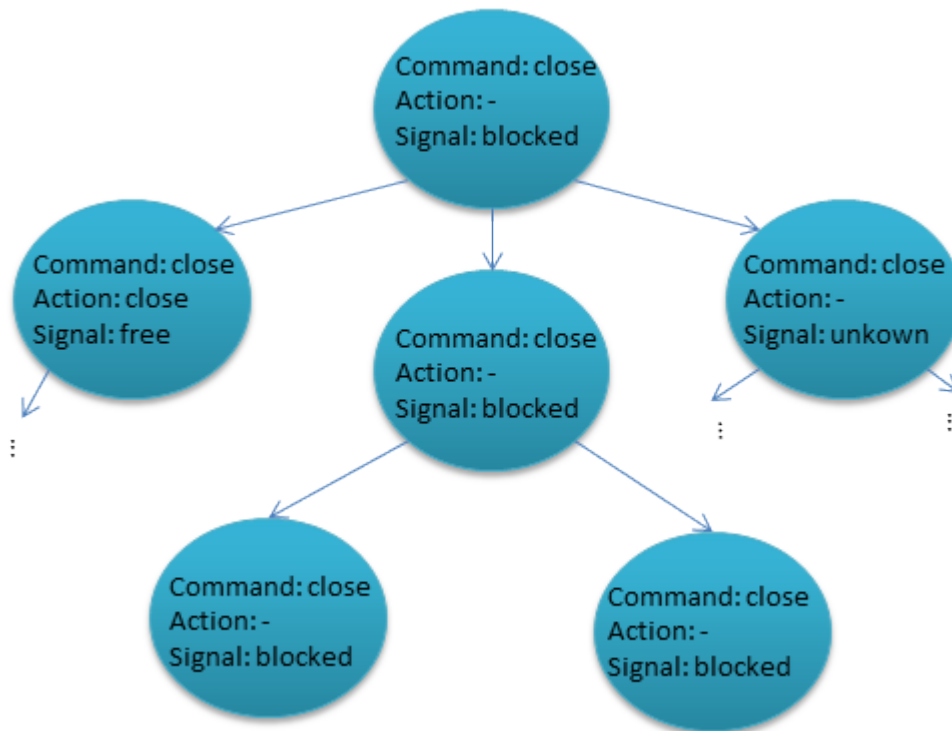 Command: close
Action: -
Signal: blocked
Command: close
Action: close
Signal: free
Command: close
Action: -
Signal: blocked
Command: close
Action: -
Signal: unkown
...
...
...
Command: close
Action: -
Signal: blocked
Command: close
Action: -
Signal: blocked